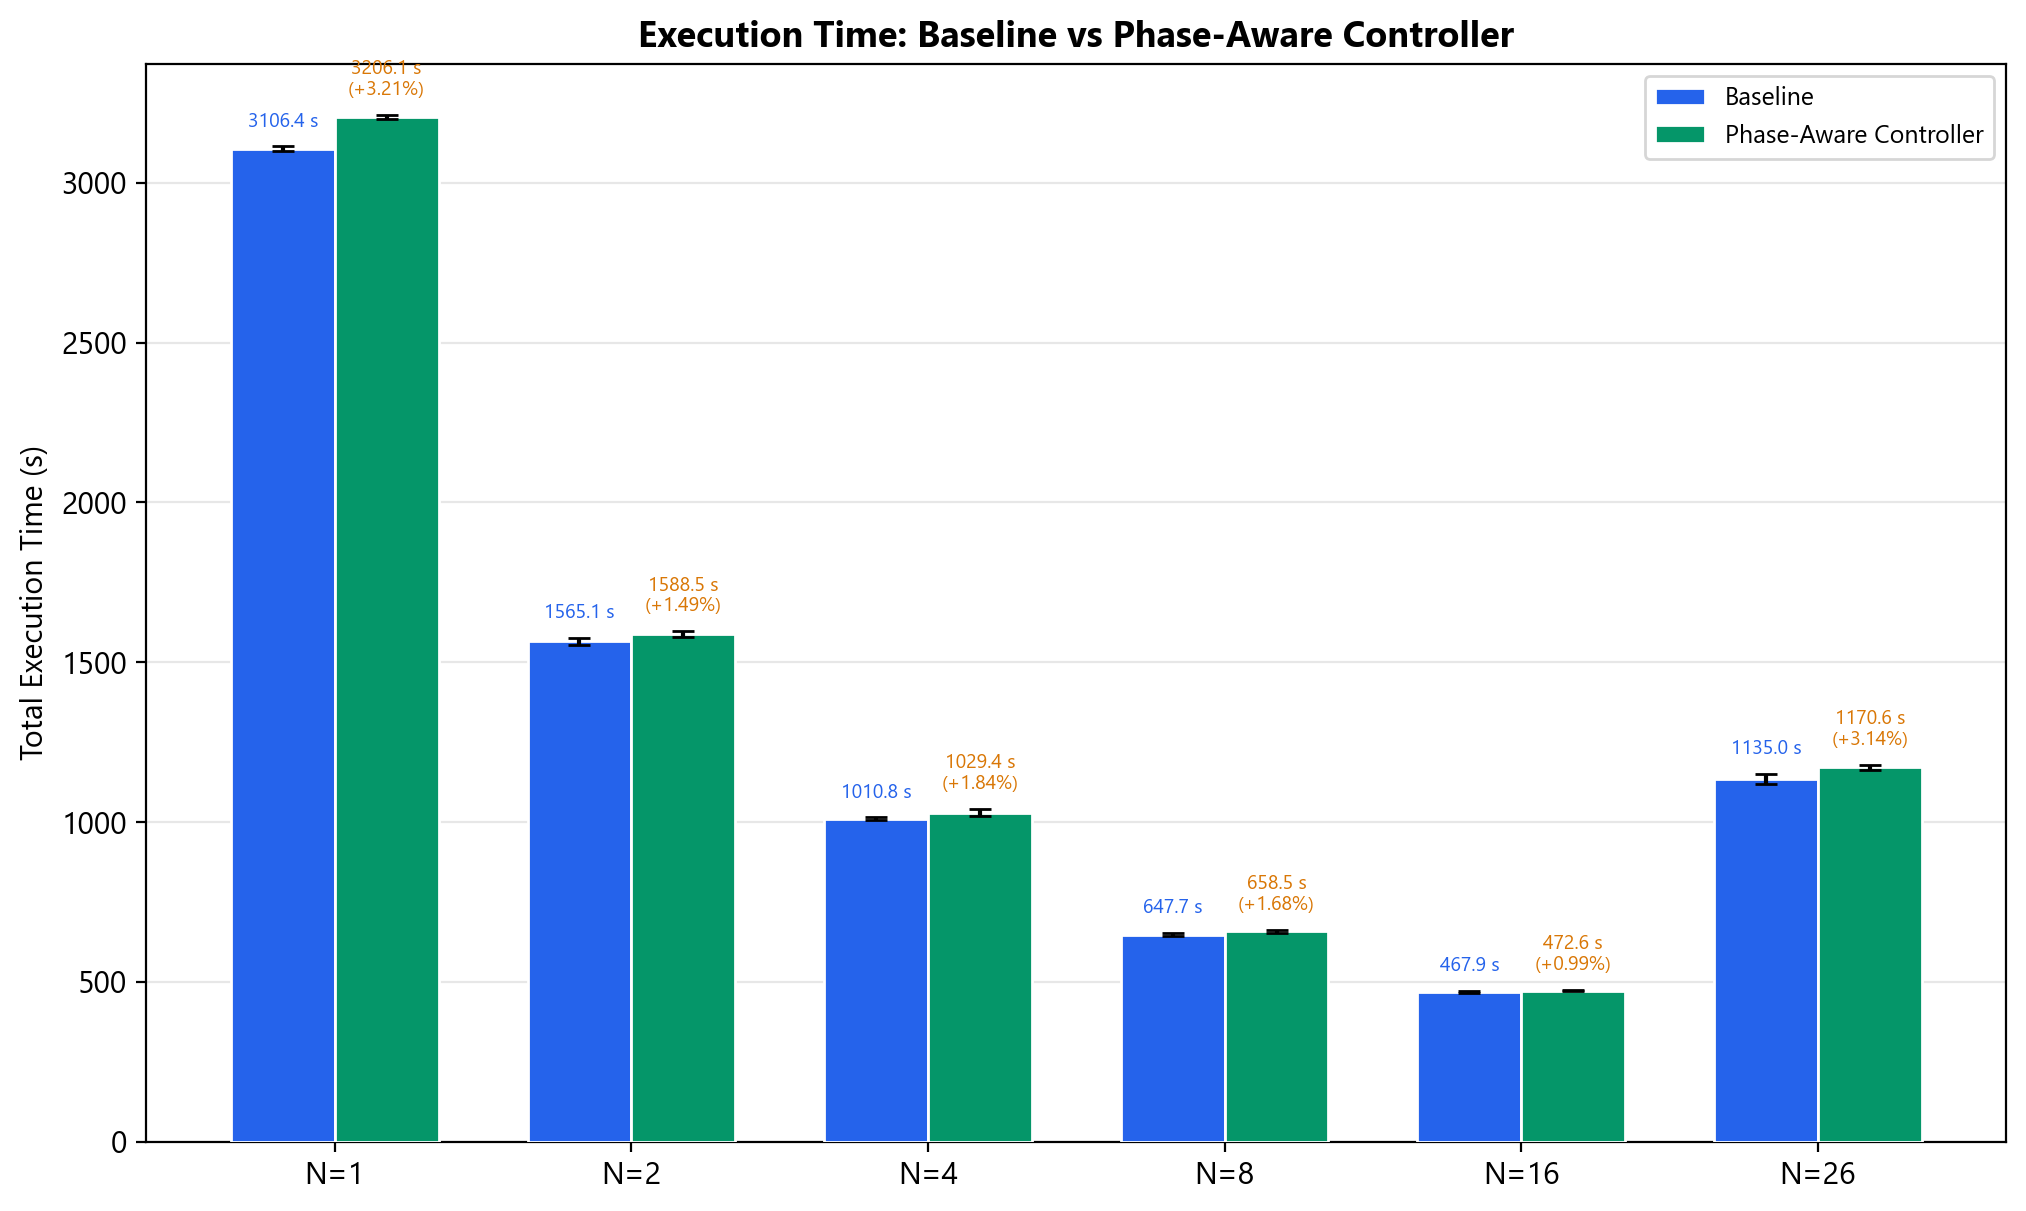 Execution Time: Baseline vs Phase-Aware Controller
Baseline
Phase-Aware Controller
Total Execution Time (s)
3000
2500
2000
1500
1000
500
0
3106.4 s
3206.1 s
(+3.21%)
1565.1 s
1588.5 s
(+1.49%)
1010.8 s
1029.4 s
(+1.84%)
647.7 s
658.5 s
(+1.68%)
467.9 s
472.6 s
(+0.99%)
1135.0 s
1170.6 s
(+3.14%)
N=1
N=2
N=4
N=8
N=16
N=26